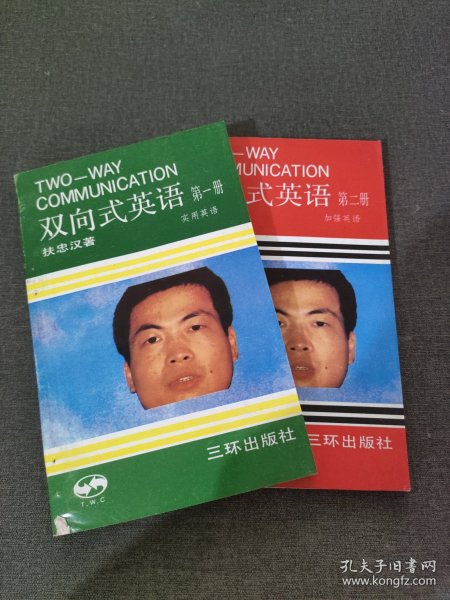 TWO—WAY
COMMUNICATION
双向式英语 第一册
实用英语
扶忠汉著
三环出版社
T.W.C
—WAY
MUNICATION
式英语 第二册
加强英语
三环出版社
孔夫子旧书网
www.kongfz.com